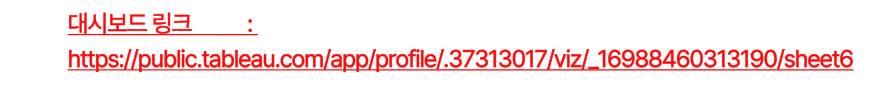 대시보드 링크 :
https://public.tableau.com/app/profile/.37313017/viz/_16988460313190/sheet6